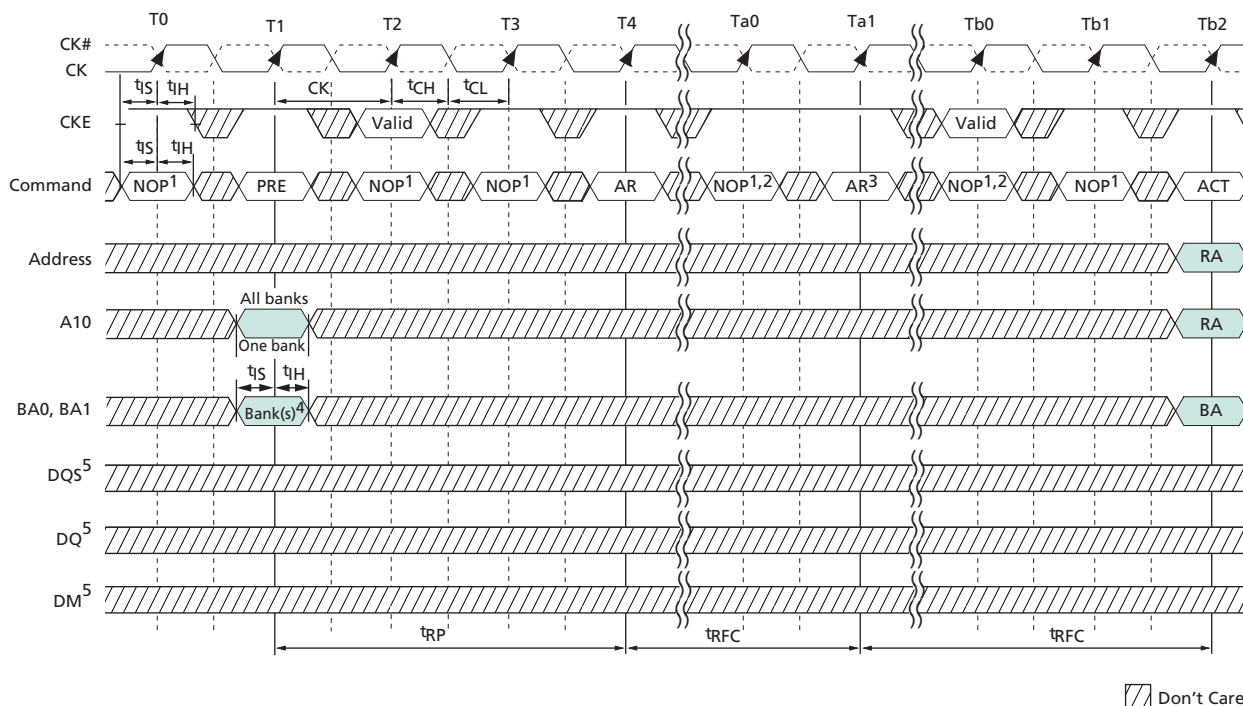 T0 T1 T2 T3 T4 Ta0 Ta1 Tb0 Tb1 Tb2
CK#
CK
tIS tIH CK tCH tCL
CKE Valid Valid
tIS tIH
Command NOP1 PRE NOP1 NOP1 AR NOP1,2 AR3 NOP1,2 NOP1 ACT
Address RA
All banks
A10 RA
One bank
tIS tIH
BA0, BA1 Bank(s)4 BA
DQS5
DQ5
DM5
tRP tRFC tRFC
Don't Care